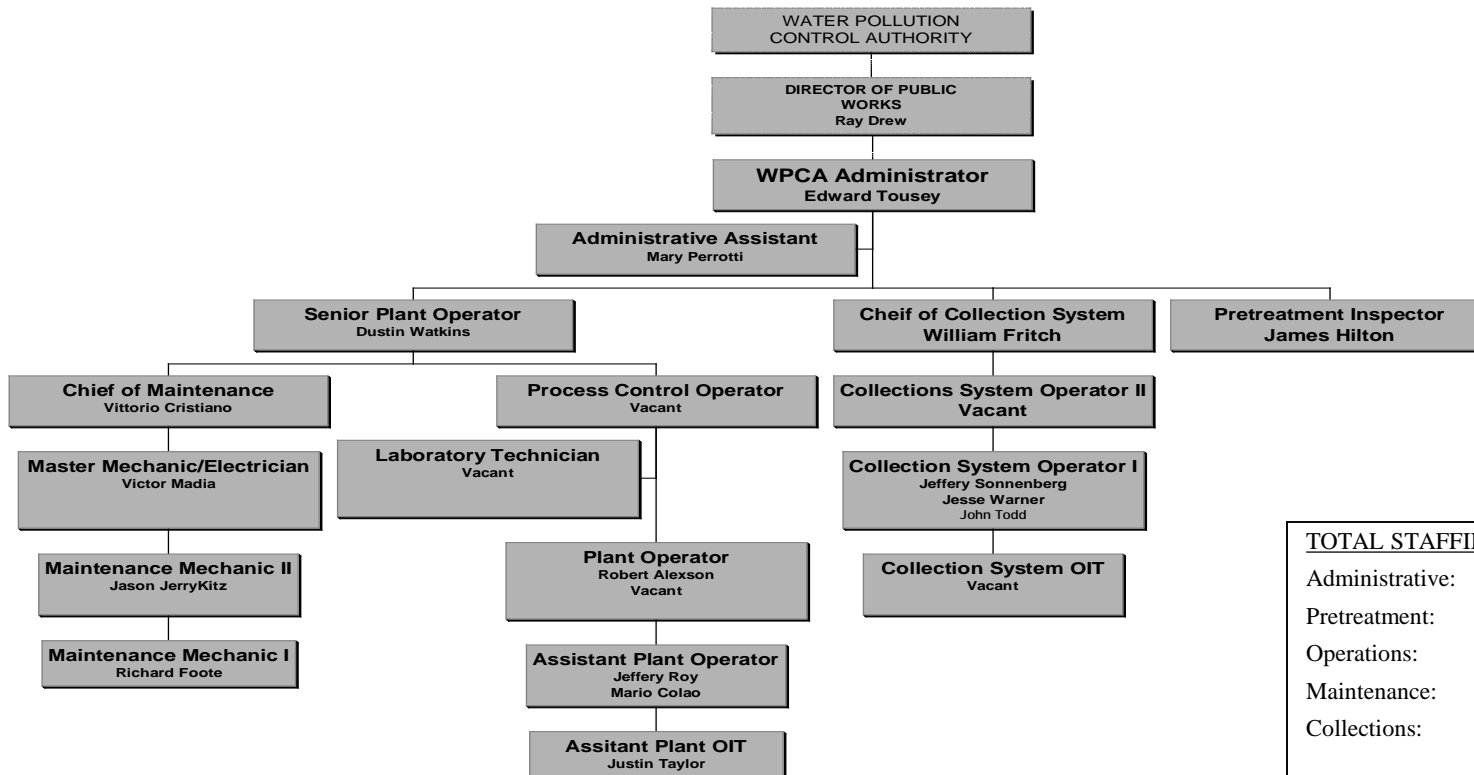 WATER POLLUTION
CONTROL AUTHORITY
DIRECTOR OF PUBLIC
WORKS
Ray Drew
WPCA Administrator
Edward Tousey
Administrative Assistant
Mary Perrotti
Senior Plant Operator
Dustin Watkins
Cheif of Collection System
William Fritch
Pretreatment Inspector
James Hilton
Chief of Maintenance
Vittorio Cristiano
Process Control Operator
Vacant
Collections System Operator II
Vacant
Master Mechanic/Electrician
Victor Madia
Laboratory Technician
Vacant
Collection System Operator I
Jeffery Sonnenberg
Jesse Warner
John Todd
Maintenance Mechanic II
Jason JerryKitz
Plant Operator
Robert Alexson
Vacant
Collection System OIT
Vacant
Maintenance Mechanic I
Richard Foote
Assistant Plant Operator
Jeffery Roy
Mario Colao
Assitant Plant OIT
Justin Taylor
TOTAL
Administrative:
Pretreatment:
Operations:
Maintenance:
Collections: